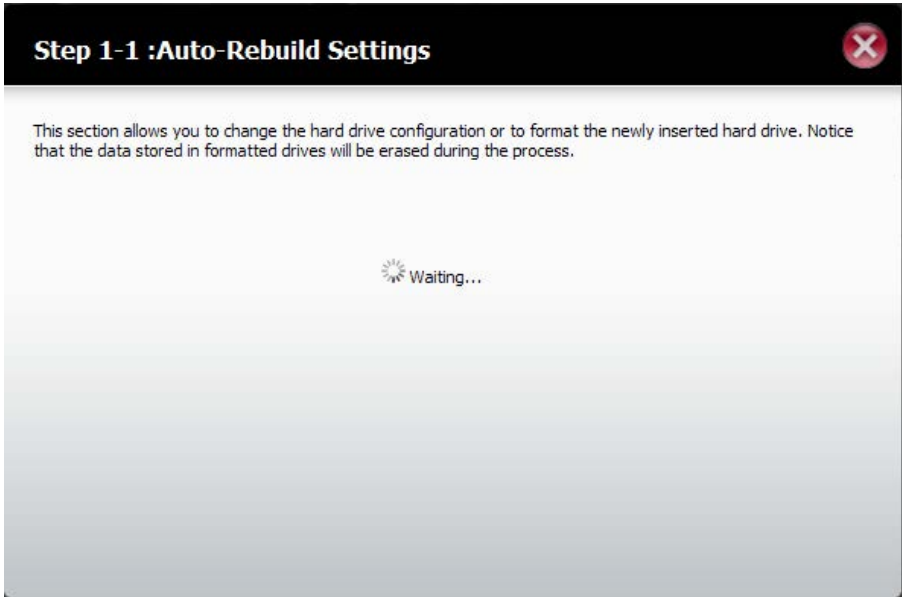 Step 1-1 :Auto-Rebuild Settings
This section allows you to change the hard drive configuration or to format the newly inserted hard drive. Notice
that the data stored in formatted drives will be erased during the process.
Waiting...